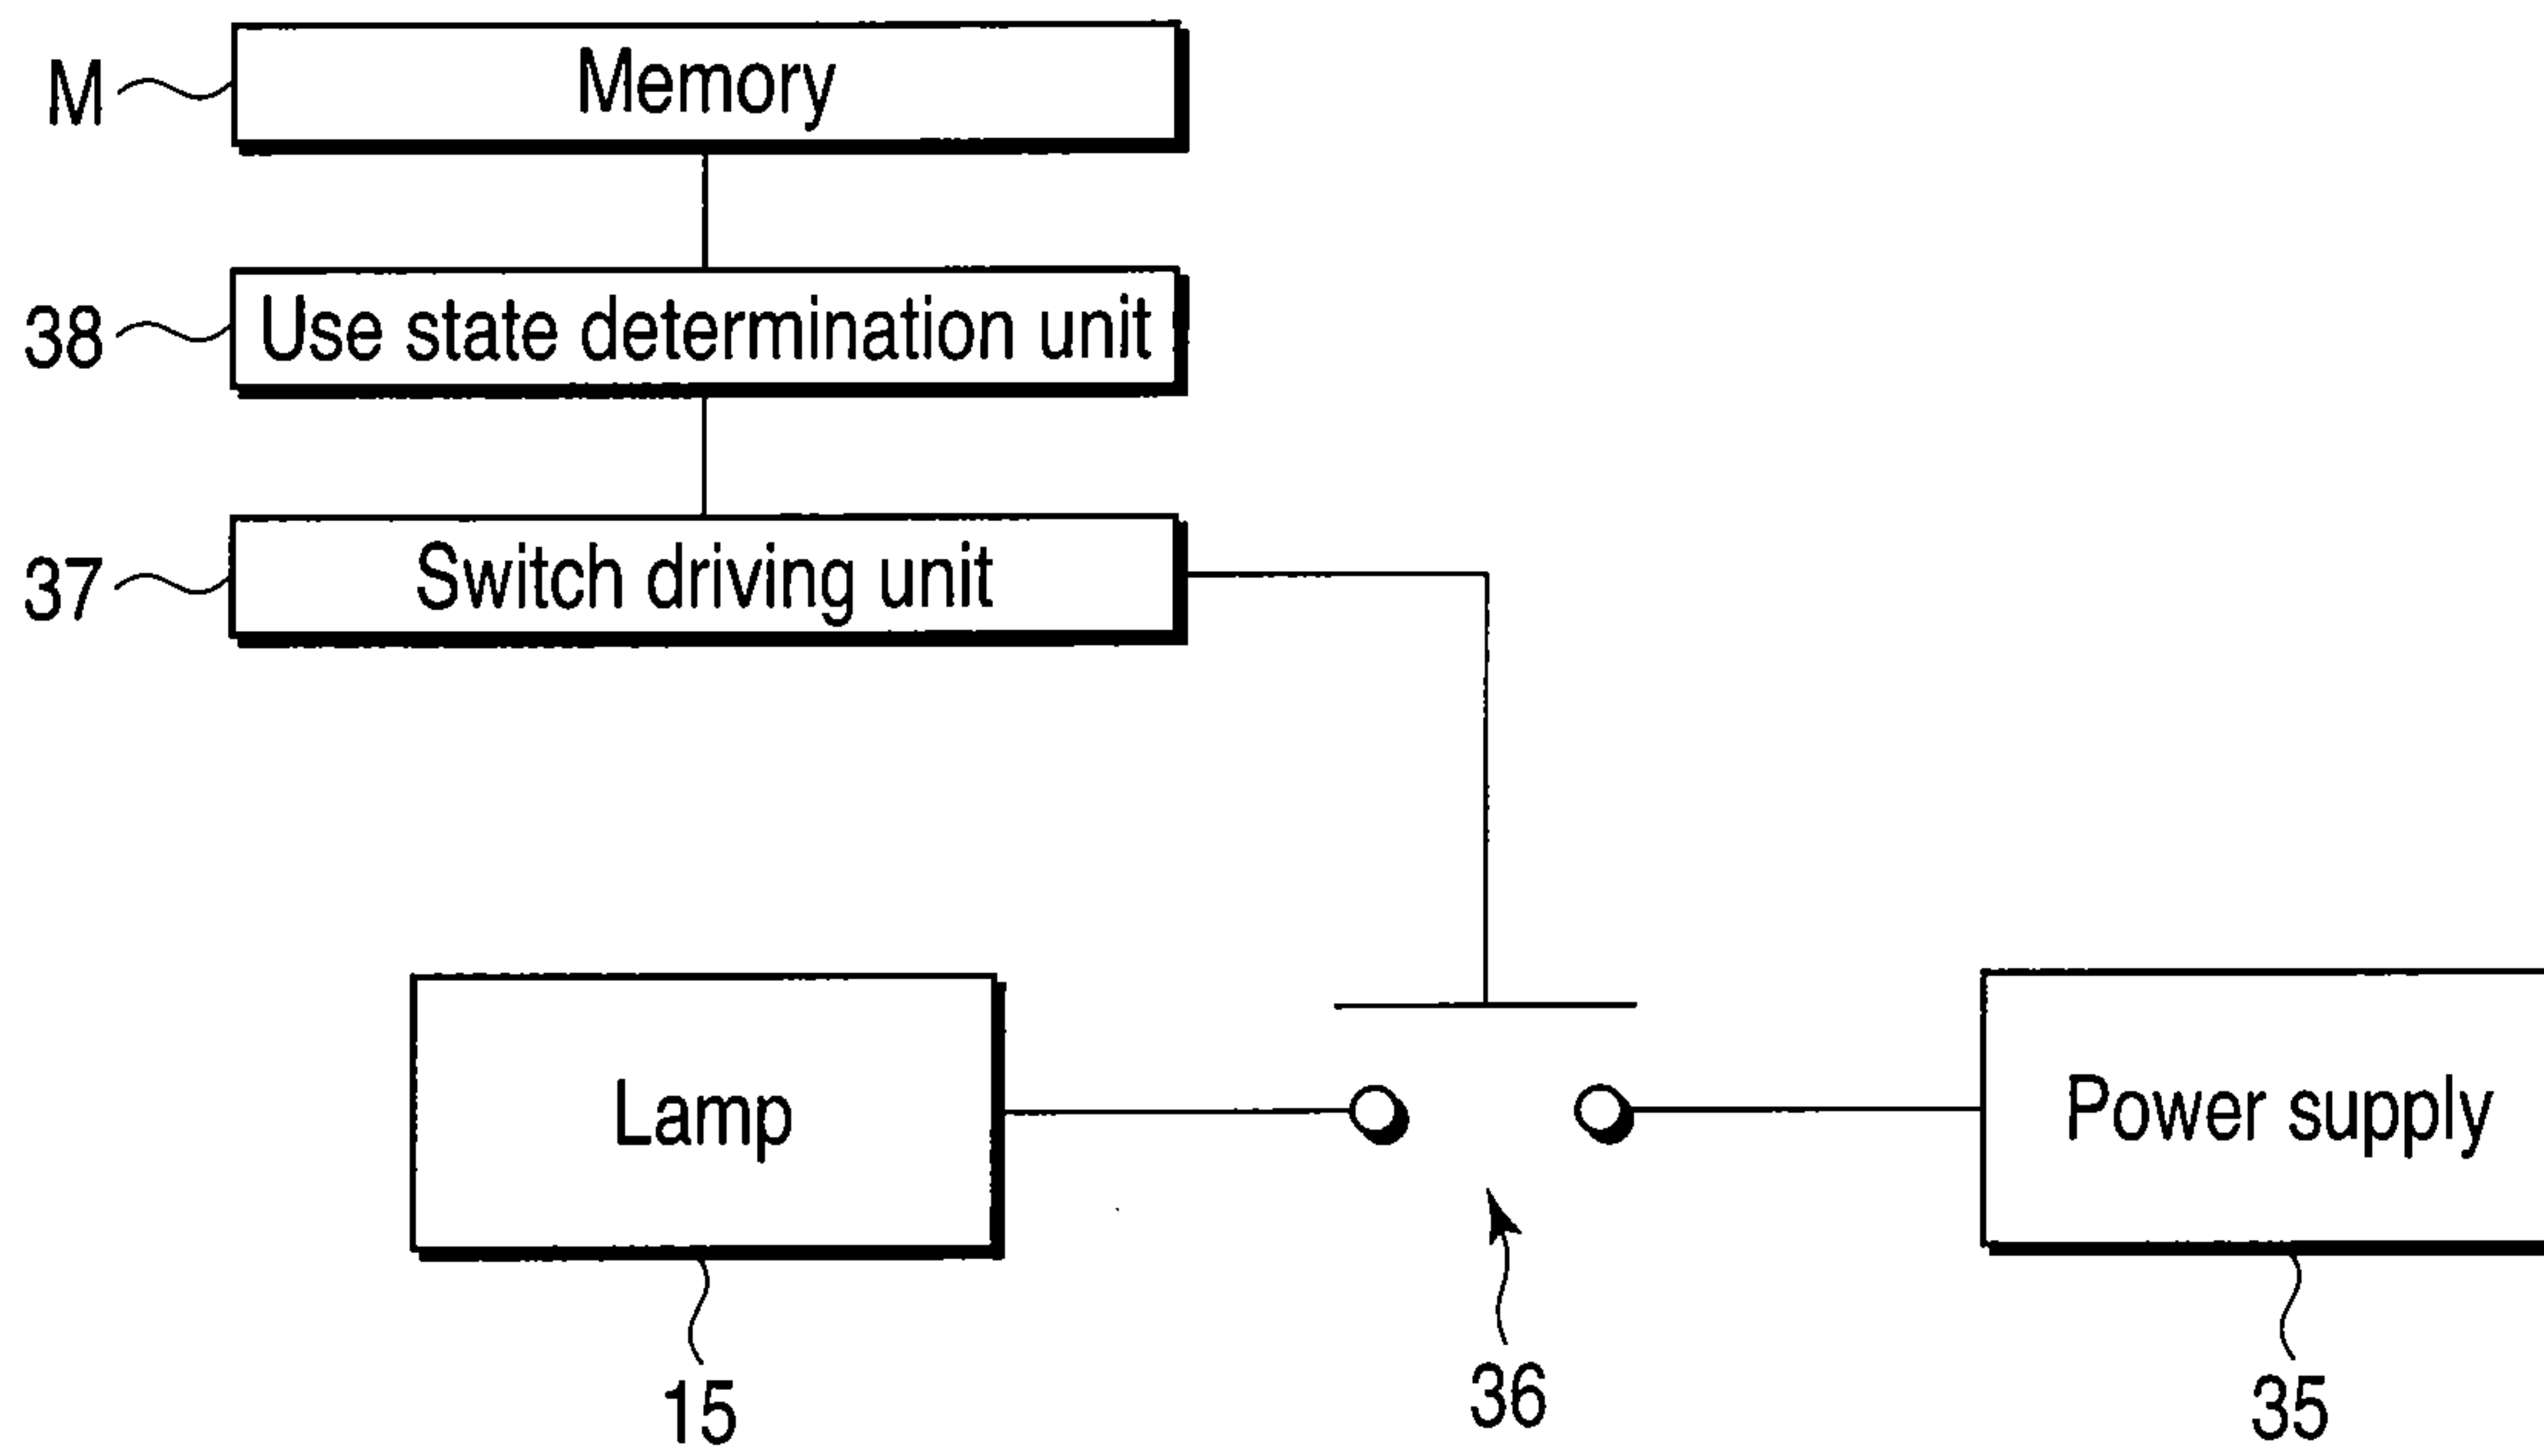 M
Memory
38
Use state determination unit
37
Switch driving unit
Lamp
Power supply
15
36
35